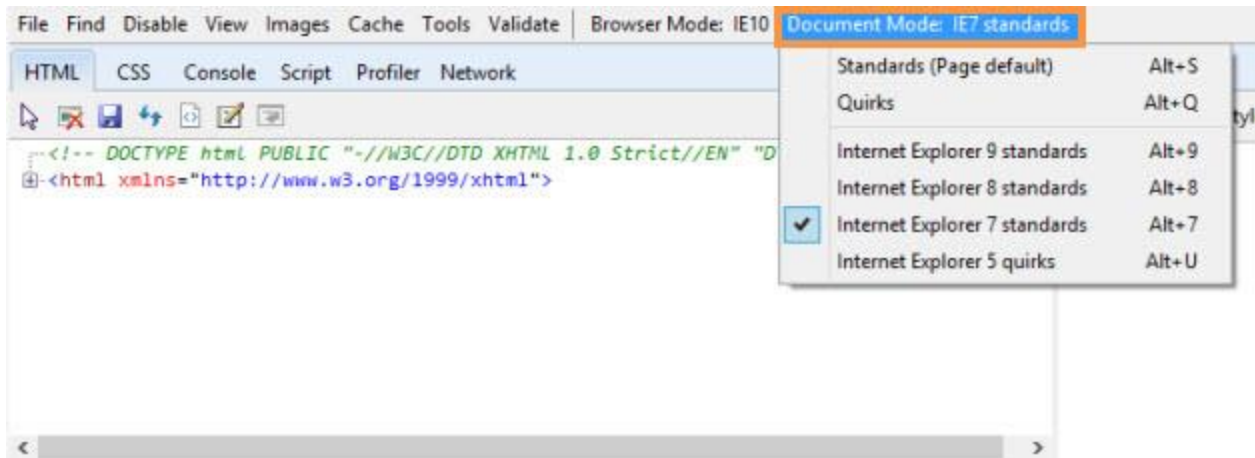 File Find Disable View Images Cache Tools Validate Browser Mode: IE10 Document Mode: IE7 standards
HTML CSS Console Script Profiler Network
Standards (Page default) Alt+S
Quirks Alt+Q
<!-- DOCTYPE html PUBLIC "-//W3C//DTD XHTML 1.0 Strict//EN" "D
Internet Explorer 9 standards Alt+9
<html xmlns="http://www.w3.org/1999/xhtml">
Internet Explorer 8 standards Alt+8
Internet Explorer 7 standards Alt+7
Internet Explorer 5 quirks Alt+U